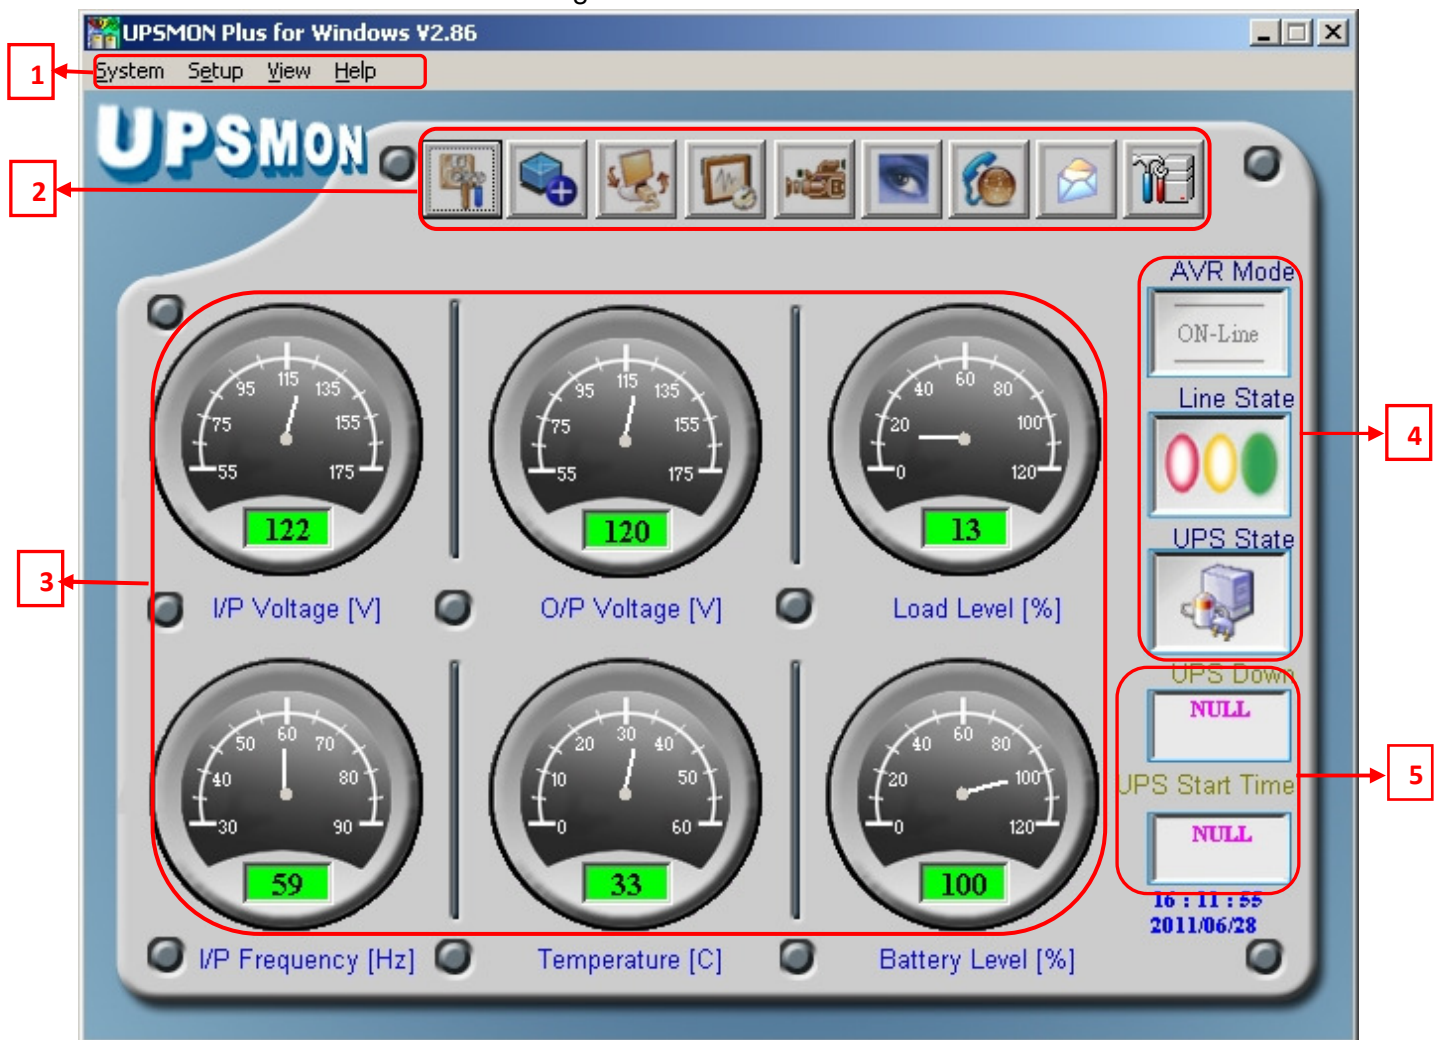 UPSMON Plus for Windows V2.86
System Setup View Help
1
UPSMON
2
AVR Mode
ON-Line
Line State
4
UPS State
3
55 75 95 115 135 155 175
122
I/P Voltage [V]
55 75 95 115 135 155 175
120
O/P Voltage [V]
0 20 40 60 80 100 120
13
Load Level [%]
UPS Down
NULL
5
UPS Start Time
NULL
30 40 50 60 70 80 90
59
I/P Frequency [Hz]
0 10 20 30 40 50 60
33
Temperature [C]
0 20 40 60 80 100 120
100
Battery Level [%]
16 : 11 : 55
2011/06/28